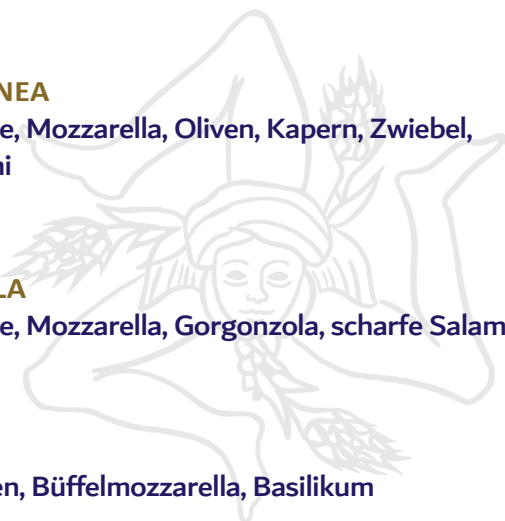 NEA
e, Mozzarella, Oliven, Kapern, Zwiebel,
ni
LA
e, Mozzarella, Gorgonzola, scharfe Salam
en, Büffelmozzarella, Basilikum